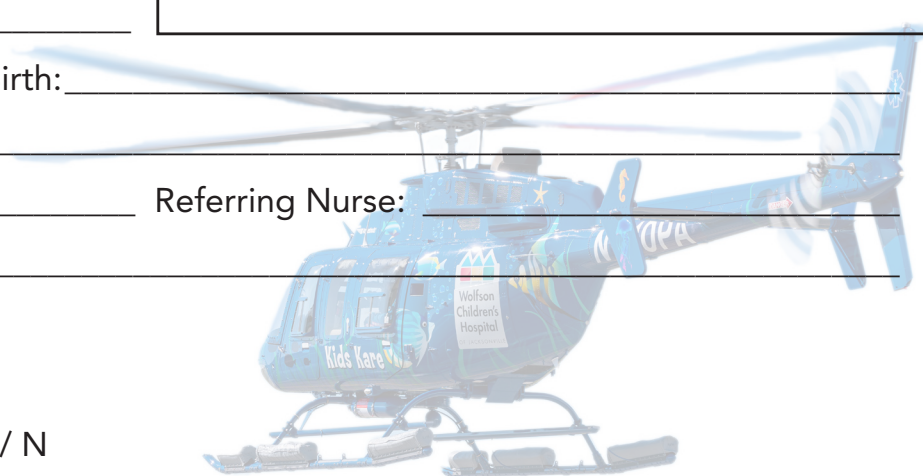 irth:
Referring Nurse:
Wolfson
Children's
Hospital
Kids Kare
/ N